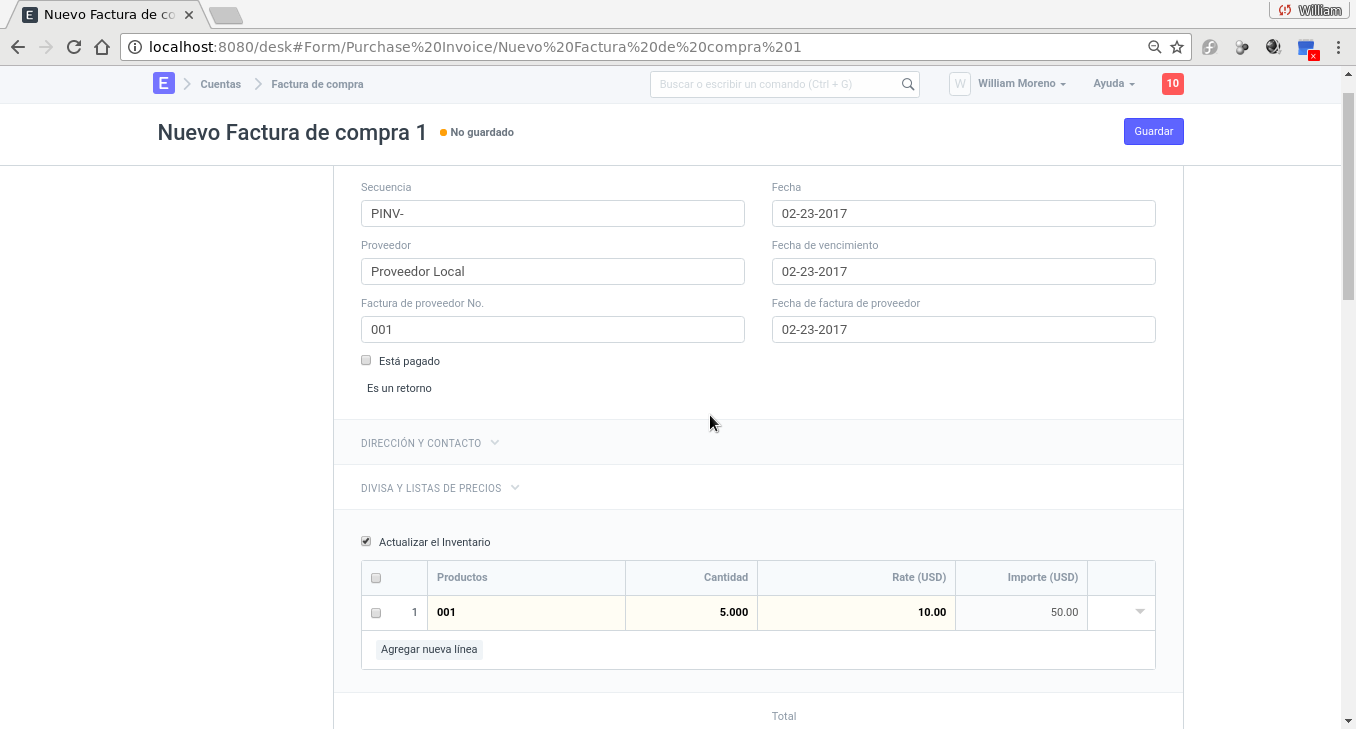 Nuevo Factura de co
William
localhost:8080/desk#Form/Purchase%20Invoice/Nuevo%20Factura%20de%20compra%201
E Cuentas Factura de compra Buscar o escribir un comando (Ctrl + G) W William Moreno Ayuda 10
Nuevo Factura de compra 1 No guardado Guardar
Secuencia Fecha
PINV- 02-23-2017
Proveedor Fecha de vencimiento
Proveedor Local 02-23-2017
Factura de proveedor No. Fecha de factura de proveedor
001 02-23-2017
Está pagado
Es un retorno
DIRECCIÓN Y CONTACTO
DIVISA Y LISTAS DE PRECIOS
Actualizar el Inventario
Productos Cantidad Rate (USD) Importe (USD)
1 001 5.000 10.00 50.00
Agregar nueva línea
Total